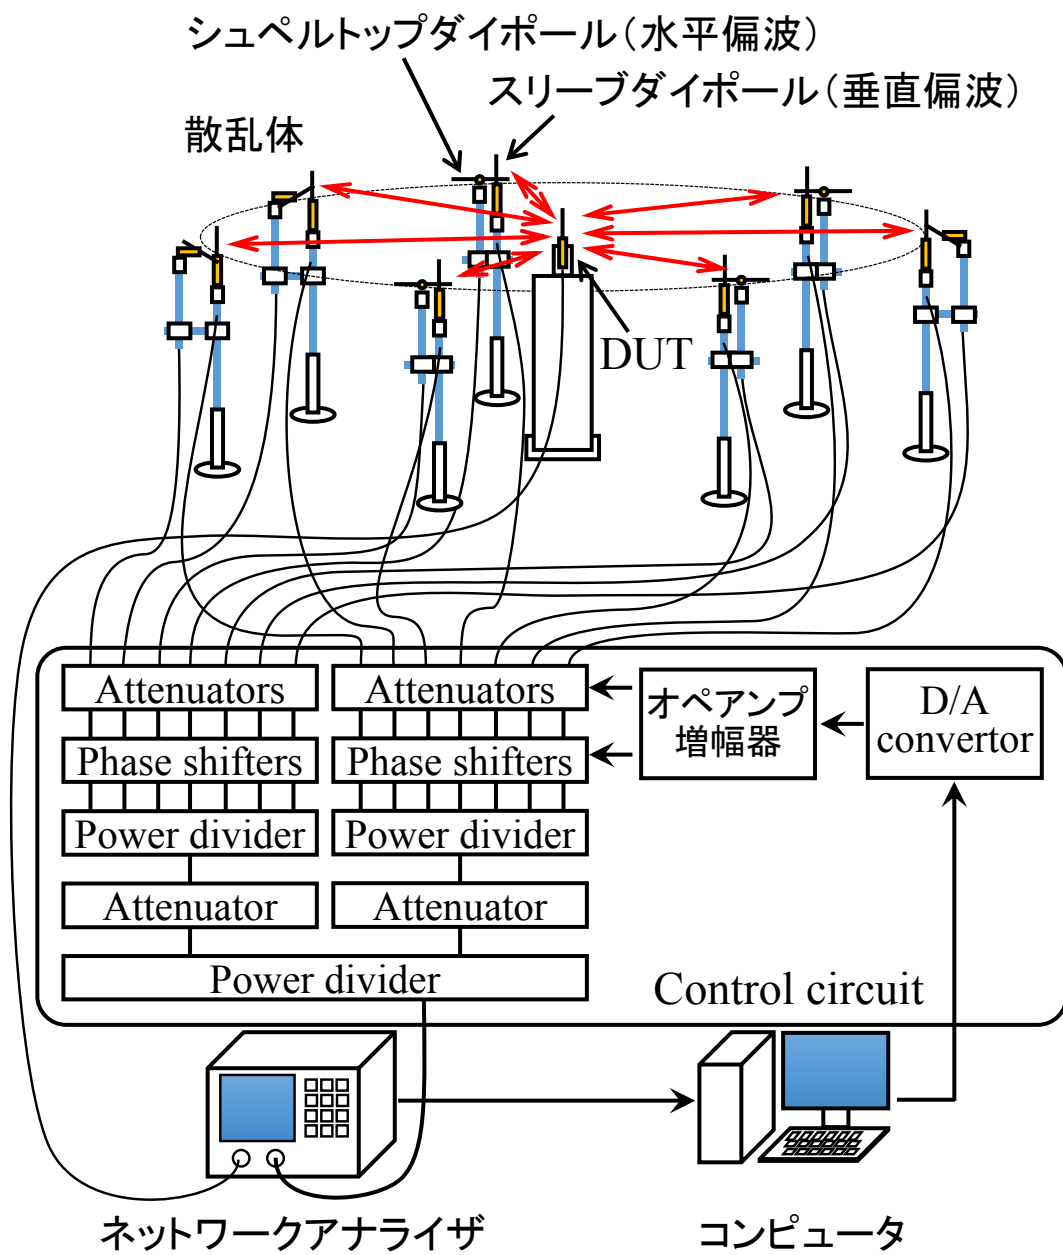 シュペルトップダイポール(水平偏波)
スリーブダイポール(垂直偏波)
散乱体
DUT
Attenuators
Attenuators
オペアンプ
増幅器
D/A
convertor
Phase shifters
Phase shifters
Power divider
Power divider
Attenuator
Attenuator
Power divider
Control circuit
ネットワークアナライザ
コンピュータ